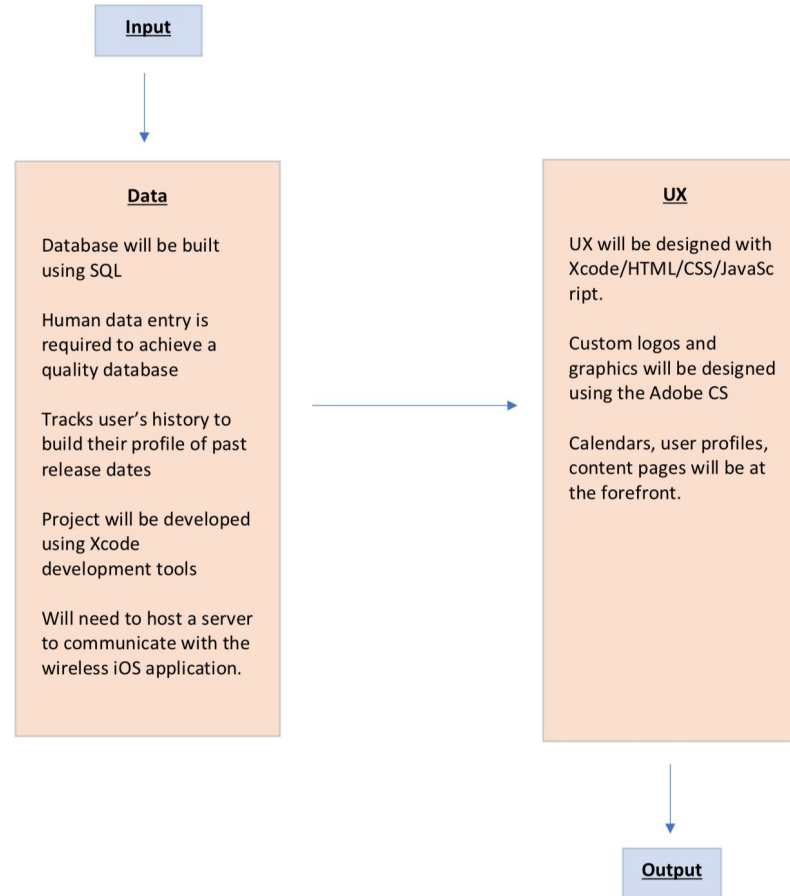 Input
Data
Database will be built
using SQL
Human data entry is
required to achieve a
quality database
Tracks user’s history to
build their profile of past
release dates
Project will be developed
using Xcode
development tools
Will need to host a server
to communicate with the
wireless iOS application.
UX
UX will be designed with
Xcode/HTML/CSS/JavaSc
ript.
Custom logos and
graphics will be designed
using the Adobe CS
Calendars, user profiles,
content pages will be at
the forefront.
Output